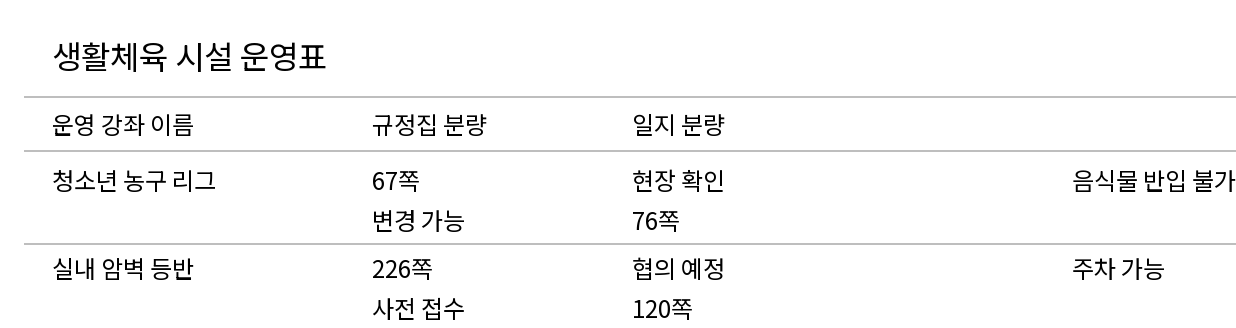 생활체육 시설 운영표
운영 강좌 이름 규정집 분량 일지 분량
청소년 농구 리그 67쪽 현장 확인 음식물 반입 불가
변경 가능 76쪽
실내 암벽 등반 226쪽 협의 예정 주차 가능
사전 접수 120쪽